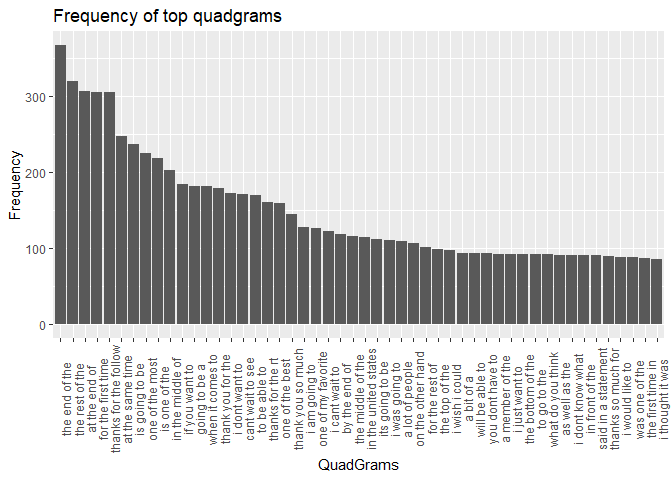 Frequency of top quadgrams
Frequency
300
200
100
0
the end of the
the rest of the
at the end of
for the first time
thanks for the follow
at the same time
is going to be
one of the most
is one of the
in the middle of
if you want to
going to be a
when it comes to
thank you for the
i dont want to
cant wait to see
to be able to
thanks for the rt
one of the best
thank you so much
i am going to
one of my favorite
i cant wait to
by the end of
the middle of the
in the united states
its going to be
i was going to
a lot of people
on the other hand
for the rest of
the top of the
i wish i could
a bit of a
will be able to
you dont have to
a member of the
i just want to
the bottom of the
to go to the
what do you think
as well as the
i dont know what
in front of the
said in a statement
thanks so much for
i would like to
was one of the
the first time in
i thought it was
QuadGrams